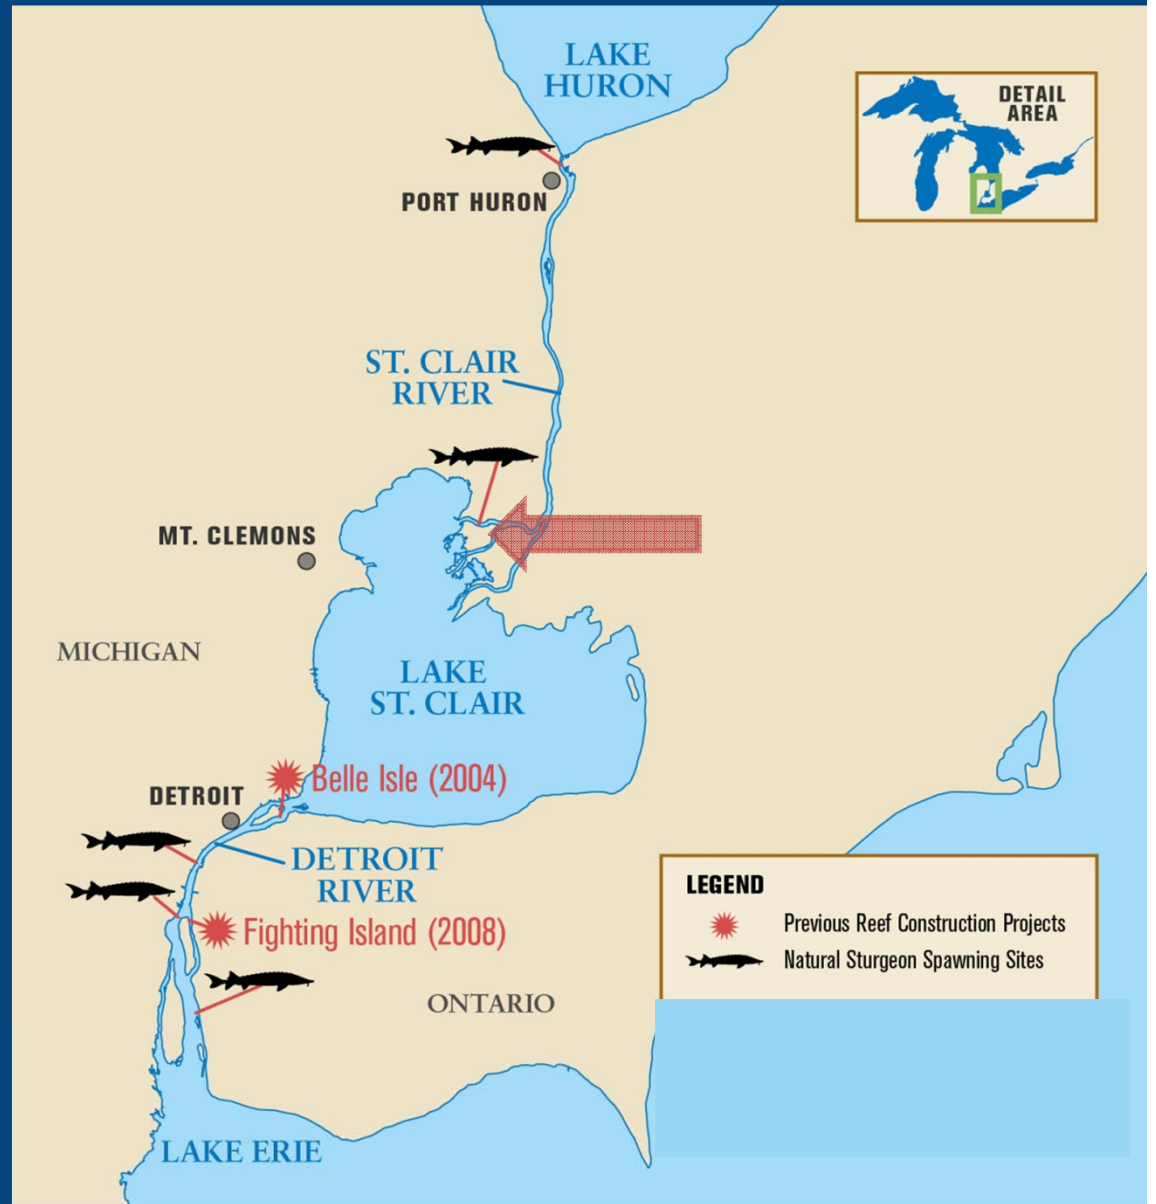 LAKE
HURON
DETAIL
AREA
PORT HURON
ST. CLAIR
RIVER
MT. CLEMONS
MICHIGAN
LAKE
ST. CLAIR
Belle Isle (2004)
DETROIT
DETROIT
RIVER
Fighting Island (2008)
ONTARIO
LAKE ERIE
LEGEND
Previous Reef Construction Projects
Natural Sturgeon Spawning Sites